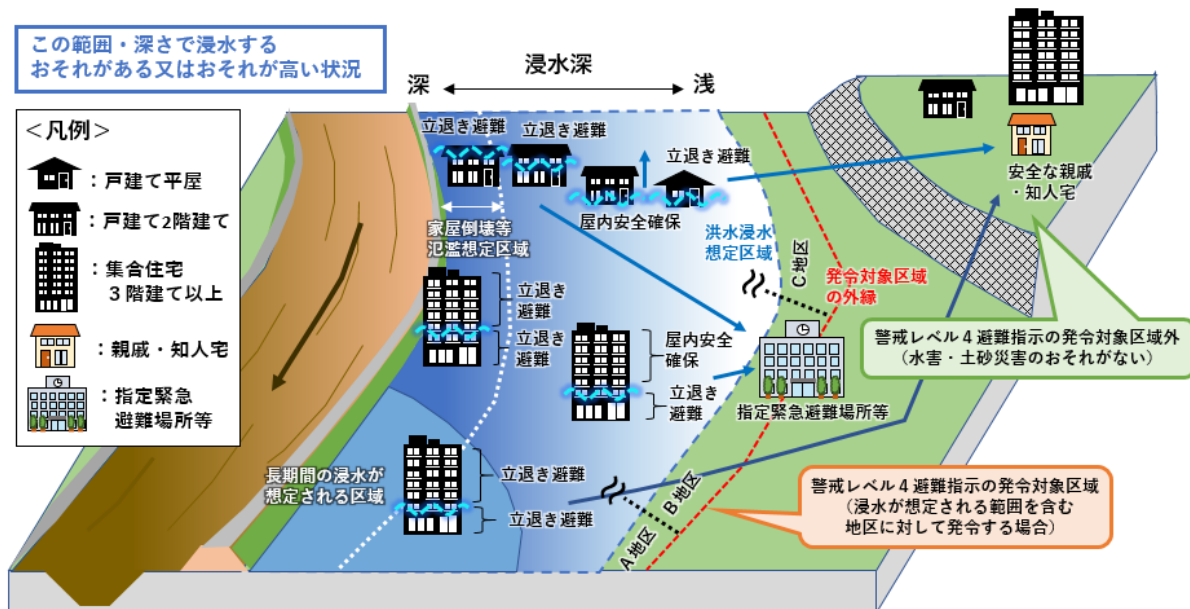 この範囲・深さで浸水する
おそれがある又はおそれが高い状況
浸水深
深
浅
＜凡例＞
：戸建て平屋
：戸建て2階建て
：集合住宅
３階建て以上
：親戚・知人宅
：指定緊急
避難場所等
立退き避難
立退き避難
立退き避難
屋内安全確保
家屋倒壊等
氾濫想定区域
洪水浸水
想定区域
C地区
発令対象区域
の外縁
安全な親戚
・知人宅
立退き
避難
立退き
避難
屋内安全
確保
立退き
避難
指定緊急避難場所等
警戒レベル４避難指示の発令対象区域外
（水害・土砂災害のおそれがない）
長期間の浸水が
想定される区域
立退き避難
立退き避難
B地区
A地区
警戒レベル４避難指示の発令対象区域
（浸水が想定される範囲を含む
地区に対して発令する場合）